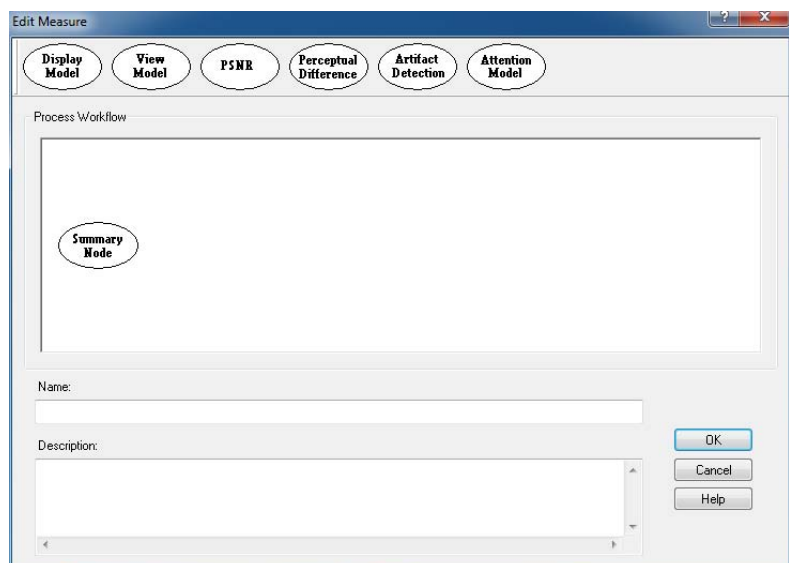 Edit Measure
?
X
Display
Model
View
Model
PSNR
Perceptual
Difference
Artifact
Detection
Attention
Model
Process Workflow
Summary
Node
Name:
Description:
OK
Cancel
Help